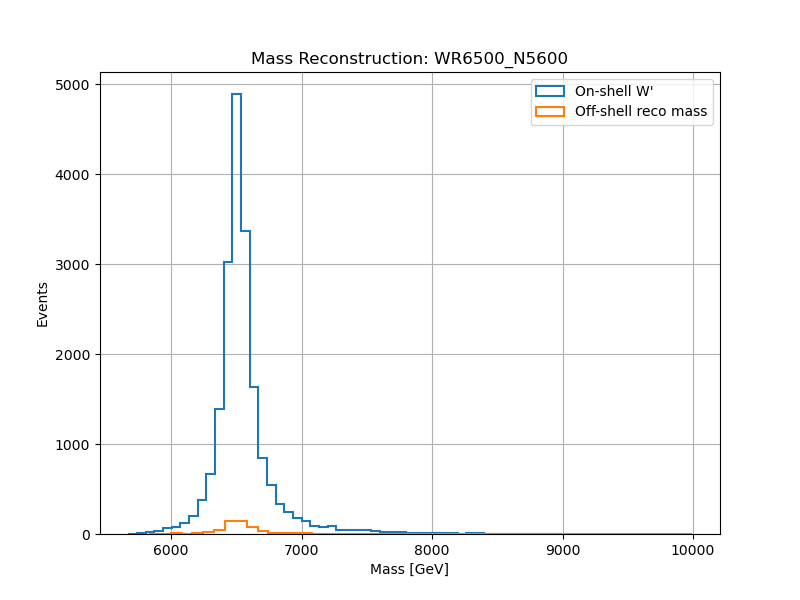 Mass Reconstruction: WR6500_N5600
On-shell W'
Off-shell reco mass
5000
4000
3000
2000
1000
0
Events
6000 7000 8000 9000 10000
Mass [GeV]